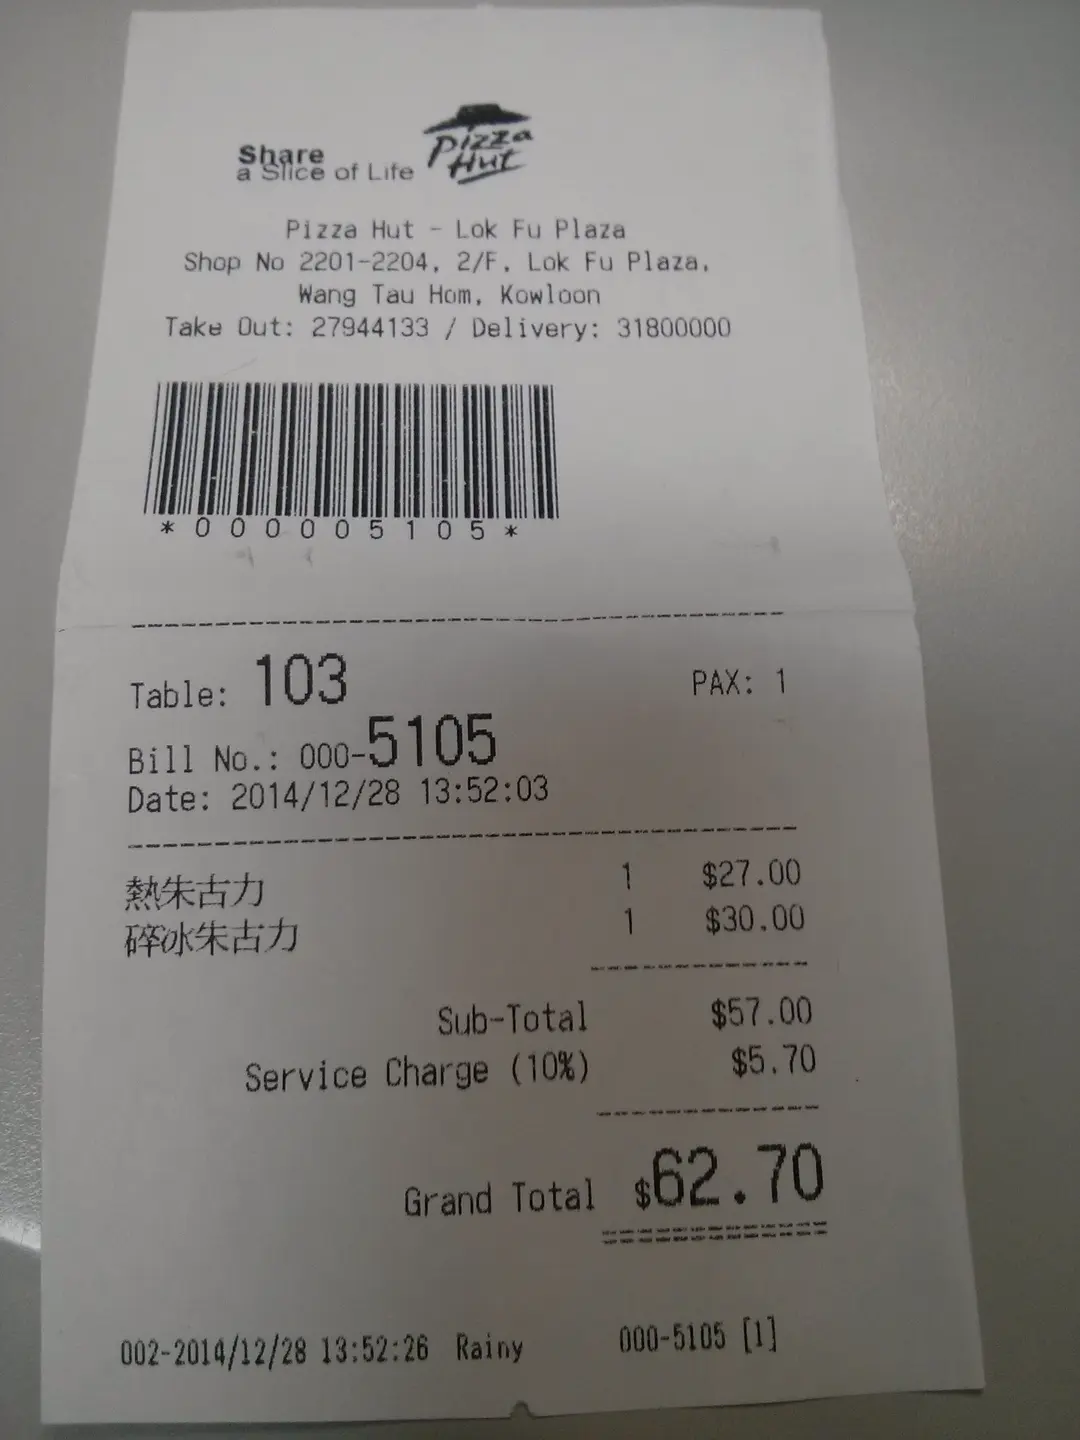 Share
a Slice of Life
Pizza
Hut
Pizza Hut - Lok Fu Plaza
Shop No 2201-2204, 2/F, Lok Fu Plaza,
Wang Tau Hom, Kowloon
Take Out: 27944133 / Delivery: 31800000
*000005105*
Table: 103 PAX: 1
Bill No.: 000-5105
Date: 2014/12/28 13:52:03
熱朱古力 1 $27.00
碎冰朱古力 1 $30.00
Sub-Total $57.00
Service Charge (10%) $5.70
Grand Total $62.70
002-2014/12/28 13:52:26 Rainy 000-5105 [1]